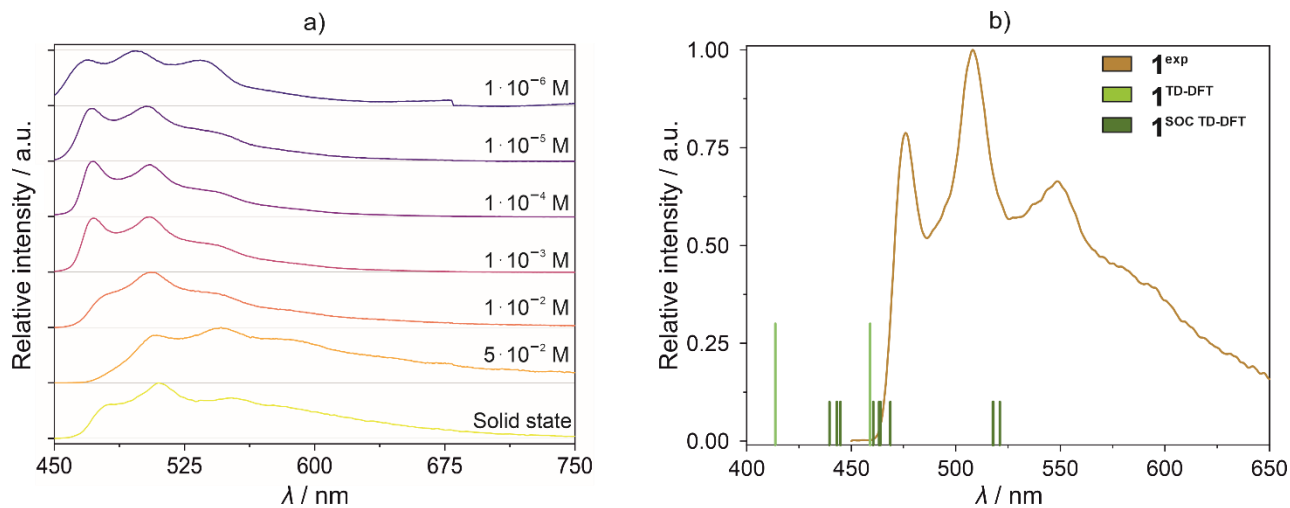 a)
Relative intensity / a.u.
1·10⁻⁶ M
1·10⁻⁵ M
1·10⁻⁴ M
1·10⁻³ M
1·10⁻² M
5·10⁻² M
Solid state
450 525 600 675 750
λ / nm
b)
Relative intensity / a.u.
1.00
0.75
0.50
0.25
0.00
1ᵉˣᵖ
1ᵀᴰ⁻ᴰᶠᵀ
1ˢᴼᶜ ᵀᴰ⁻ᴰᶠᵀ
400 450 500 550 600 650
λ / nm